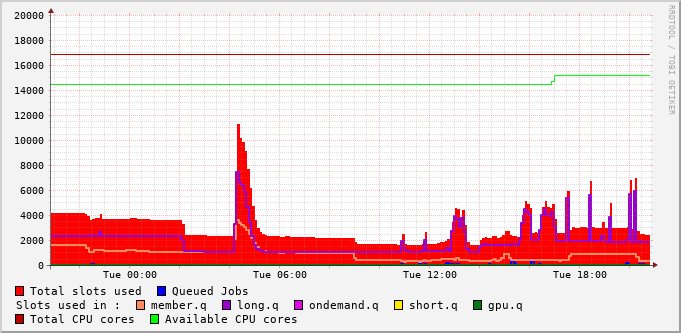 20000
18000
16000
14000
12000
10000
8000
6000
4000
2000
0
Tue 00:00 Tue 06:00 Tue 12:00 Tue 18:00
RRDTOOL / TOBI OETIKER
Total slots used Queued Jobs
Slots used in : member.q long.q ondemand.q short.q gpu.q
Total CPU cores Available CPU cores